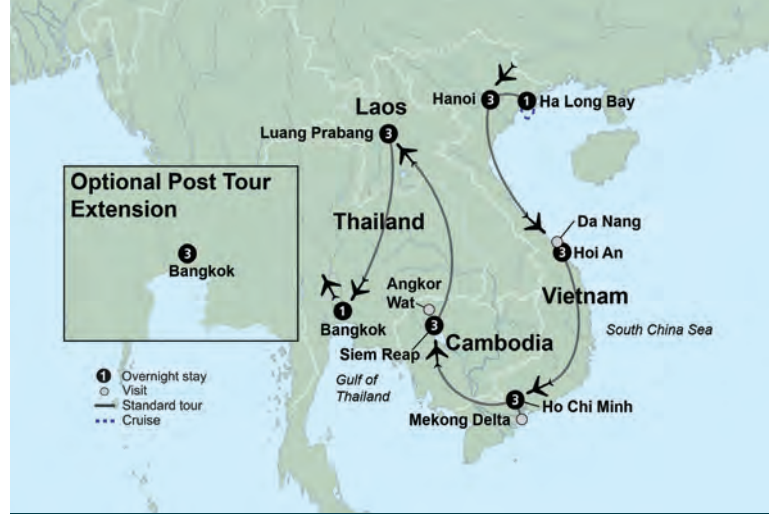 Hanoi
3
1
Ha Long Bay
Laos
Luang Prabang
3
Optional Post Tour
Extension
3
Bangkok
Thailand
Da Nang
3
Hoi An
Angkor
Wat
1
Bangkok
Vietnam
3
Siem Reap
Cambodia
South China Sea
Gulf of
Thailand
1 Overnight stay
Visit
Standard tour
Cruise
3
Ho Chi Minh
Mekong Delta